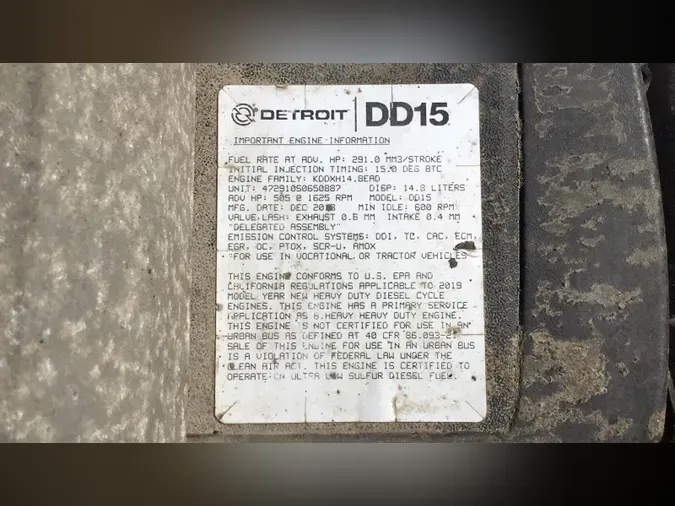 DETROIT DD15
IMPORTANT ENGINE INFORMATION
FUEL RATE AT ADV. HP: 291.0 MM3/STROKE
INITIAL INJECTION TIMING: 15.0 DEG BTC
ENGINE FAMILY: KDDXH14.8EAD
UNIT: 472910S0650887 DISP: 14.8 LITERS
ADV HP: 505 @ 1625 RPM MODEL: DD15
MFG. DATE: DEC 2018 MIN IDLE: 600 RPM
VALVE LASH: EXHAUST 0.6 MM INTAKE 0.4 MM
"DELEGATED ASSEMBLY"
EMISSION CONTROL SYSTEMS: DDI, TC, CAC, ECM,
EGR, OC, PTOX, SCR-U, AMOX
*FOR USE IN VOCATIONAL OR TRACTOR VEHICLES
THIS ENGINE CONFORMS TO U.S. EPA AND
CALIFORNIA REGULATIONS APPLICABLE TO 2019
MODEL YEAR NEW HEAVY DUTY DIESEL CYCLE
ENGINES. THIS ENGINE HAS A PRIMARY SERVICE
APPLICATION AS A HEAVY HEAVY DUTY ENGINE.
THIS ENGINE IS NOT CERTIFIED FOR USE IN AN
URBAN BUS AS DEFINED AT 40 CFR 86.093-2.
SALE OF THIS ENGINE FOR USE IN AN URBAN BUS
IS A VIOLATION OF FEDERAL LAW UNDER THE
CLEAN AIR ACT. THIS ENGINE IS CERTIFIED TO
OPERATE ON ULTRA LOW SULFUR DIESEL FUEL.